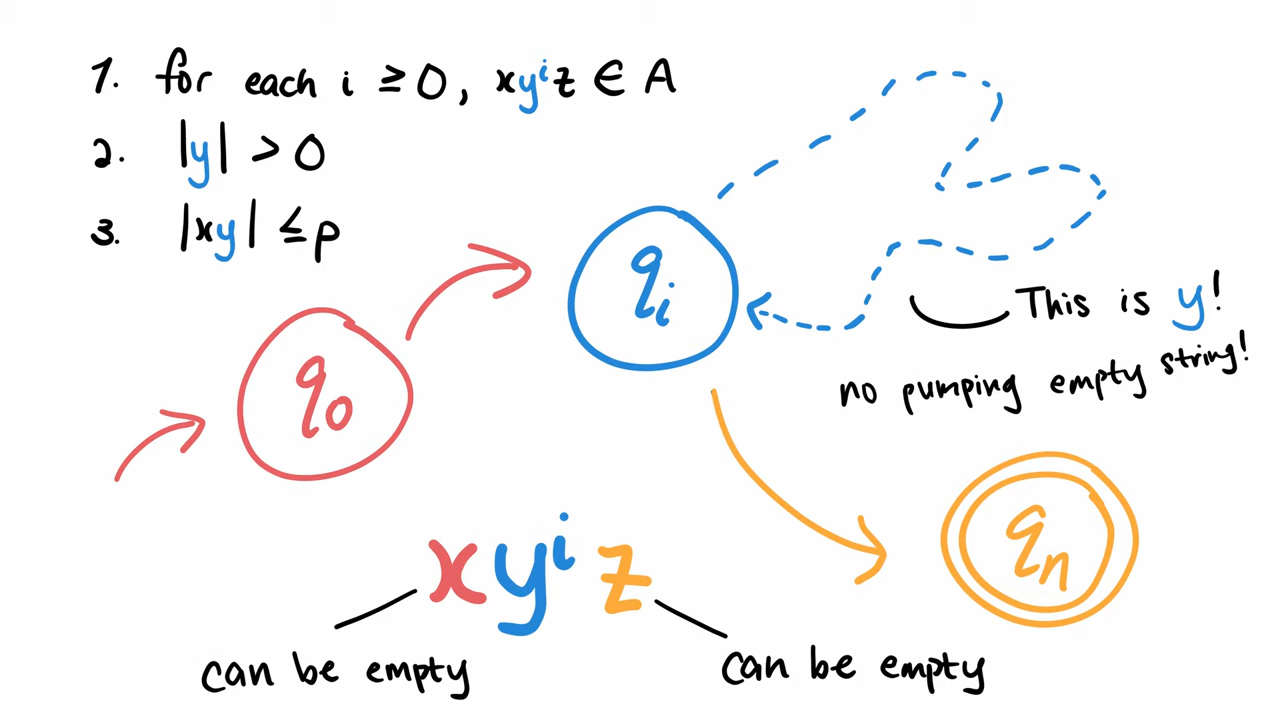 1. for each i ≥ 0, xyⁱz ∈ A
2. |y| > 0
3. |xy| ≤ p
qᵢ
This is y!
no pumping empty string!
q₀
qₙ
xyⁱz
can be empty
can be empty